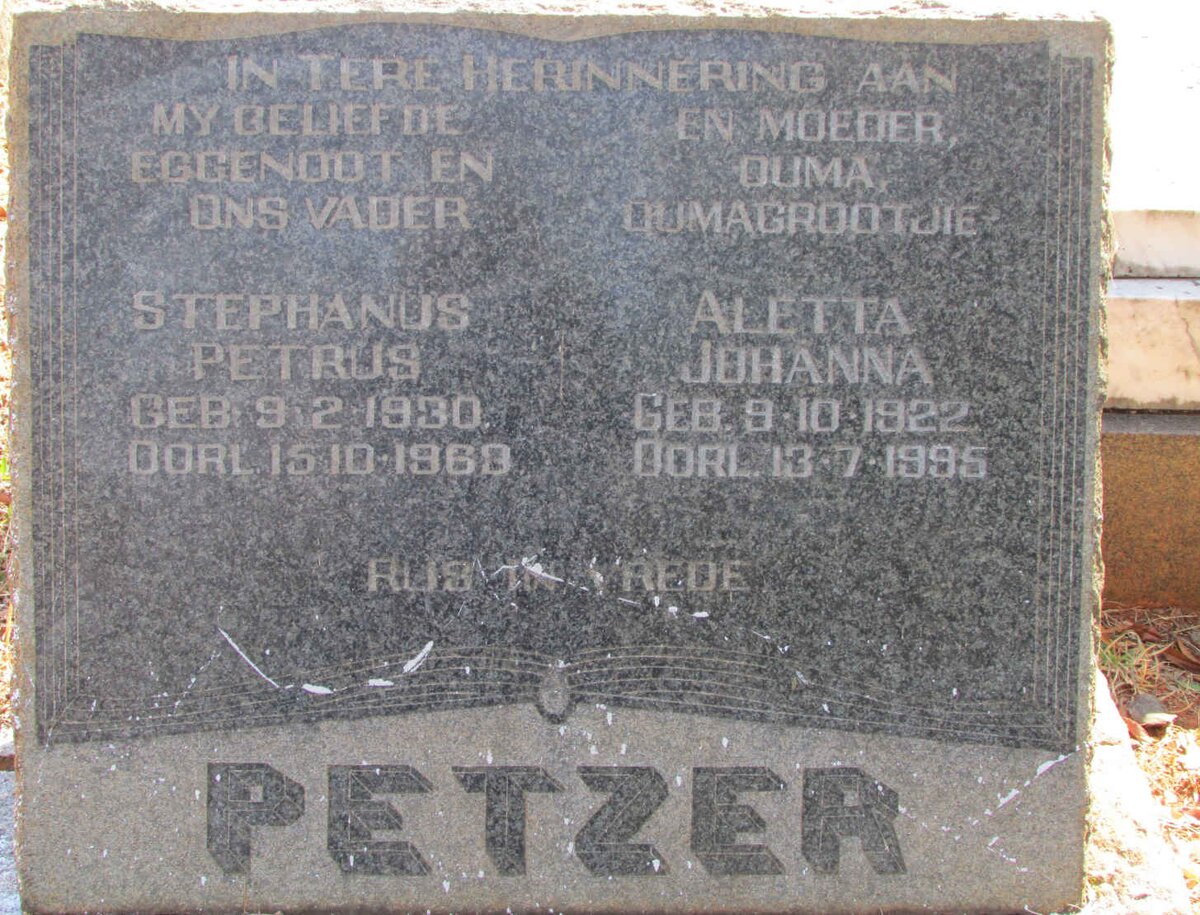 IN TERE HERINNERING AAN
MY GELIEFDE
EGGENOOT EN
ONS VADER
STEPHANUS
PETRUS
GEB. 9·2·1930.
OORL 15·10·1969
EN MOEDER,
OUMA,
OUMAGROOTJIE
ALETTA
JOHANNA
GEB. 9·10·1922
OORL 13·7·1995
RUS IN VREDE
PETZER